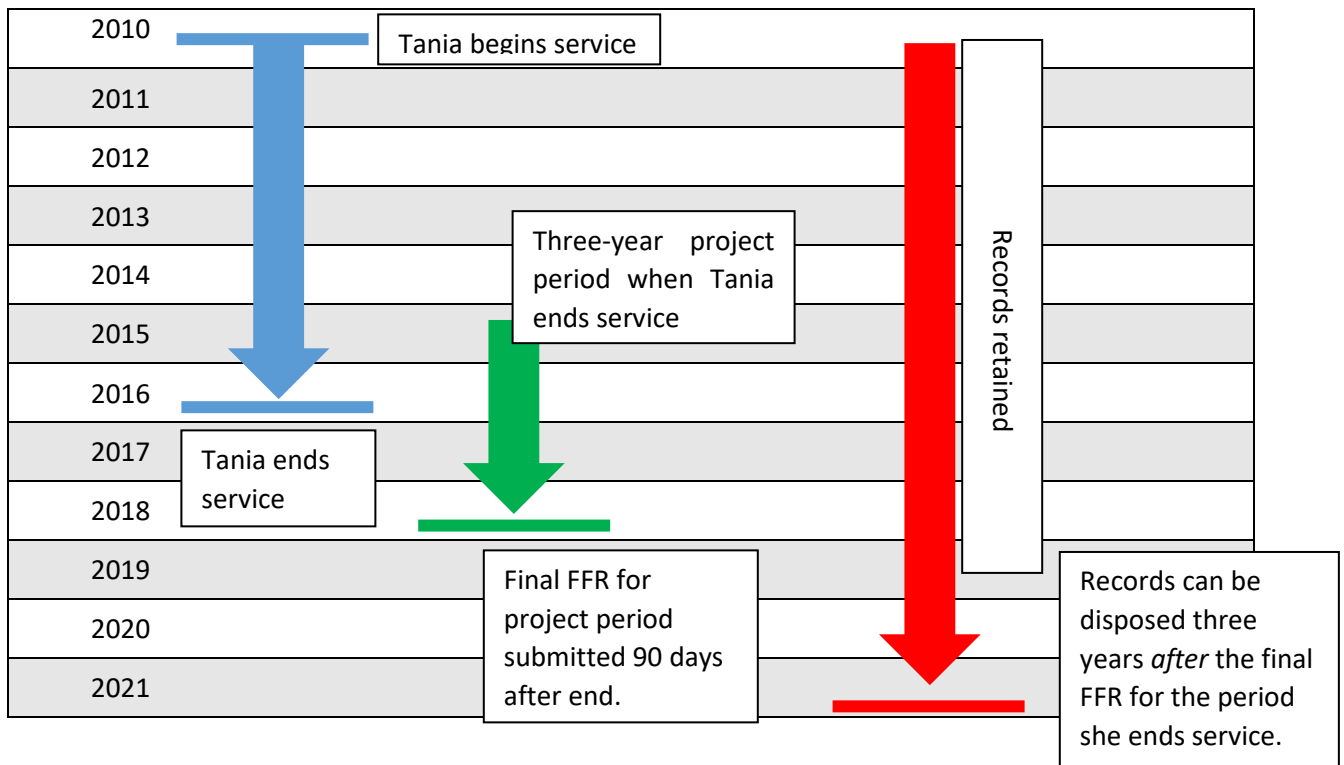 2010
Tania begins service
2011
2012
2013
Three-year project
period when Tania
ends service
2014
2015
Records retained
2016
2017
Tania ends
service
2018
2019
Final FFR for
project period
submitted 90 days
after end.
Records can be
disposed three
years after the final
FFR for the period
she ends service.
2020
2021